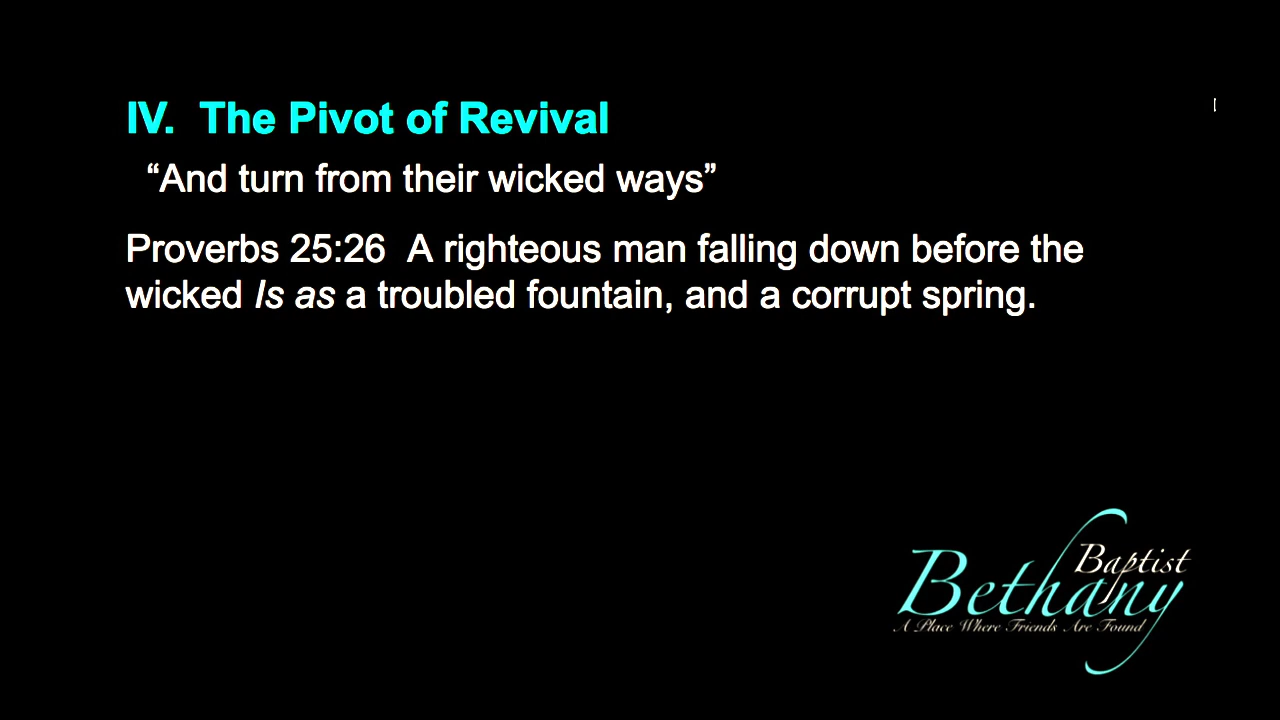 IV.  The Pivot of Revival
“And turn from their wicked ways”
Proverbs 25:26  A righteous man falling down before the
wicked Is as a troubled fountain, and a corrupt spring.
Baptist
Bethany
A Place Where Friends Are Found